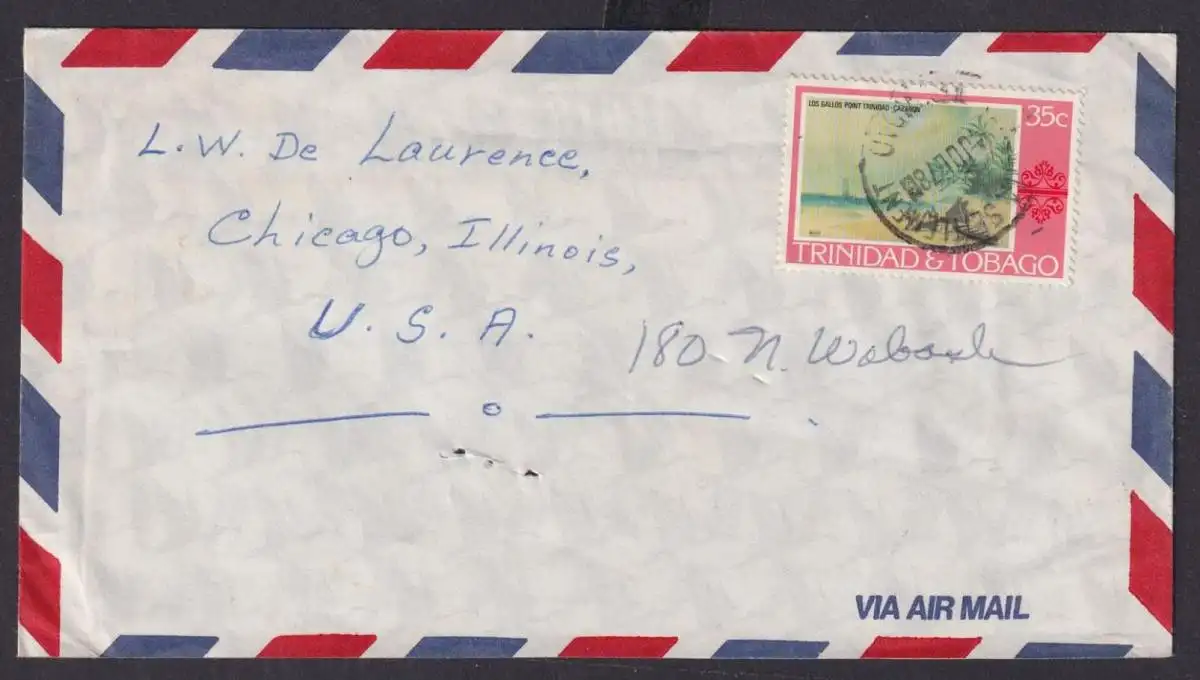 L.W. De Laurence,
Chicago, Illinois,
U. S. A.
180 N. Wabash
LOS GALLOS POINT TRINIDAD-CAZABON
35c
TRINIDAD & TOBAGO
VIA AIR MAIL